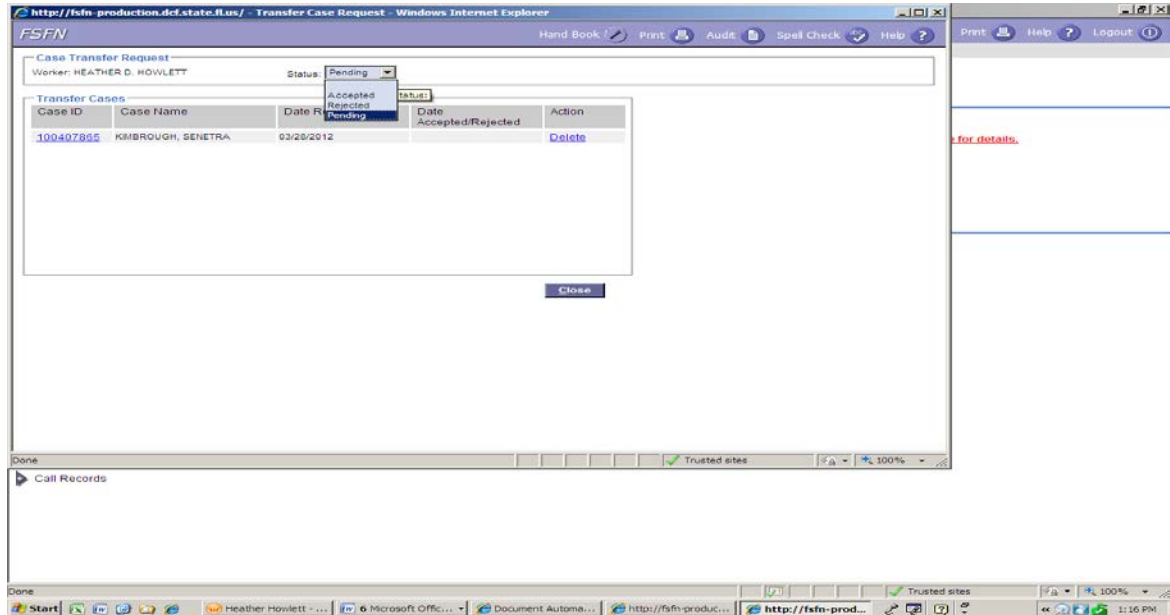 http://fsfn-production.dcf.state.fl.us/ - Transfer Case Request - Windows Internet Explorer
FSFN Hand Book Print Audit Spell Check Help ? Print Help ? Logout
Case Transfer Request
Worker: HEATHER D. HOWLETT Status: Pending
Accepted
Rejected
Pending
tatus:
Transfer Cases
Case ID Case Name Date R Date Accepted/Rejected Action
100407865 KIMBROUGH, SENETRA 03/28/2012 Delete
for details.
Close
Done Trusted sites 100%
Call Records
Done Trusted sites 100%
Start Heather Howlett - ... 6 Microsoft Offic... Document Automa... http://fsfn-produc... http://fsfn-prod... 1:16 PM